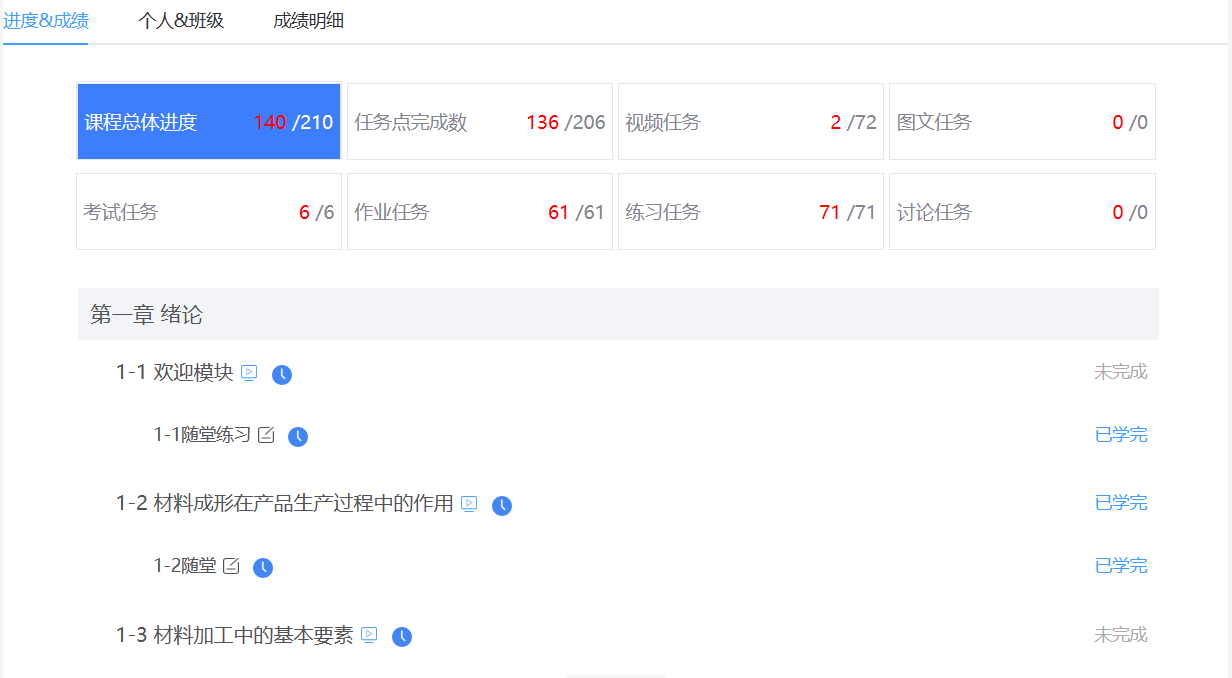 进度&成绩 个人&班级 成绩明细
课程总体进度 140 /210 任务点完成数 136 /206 视频任务 2 /72 图文任务 0 /0
考试任务 6 /6 作业任务 61 /61 练习任务 71 /71 讨论任务 0 /0
第一章 绪论
1-1 欢迎模块 未完成
1-1随堂练习 已学完
1-2 材料成形在产品生产过程中的作用 已学完
1-2随堂 已学完
1-3 材料加工中的基本要素 未完成